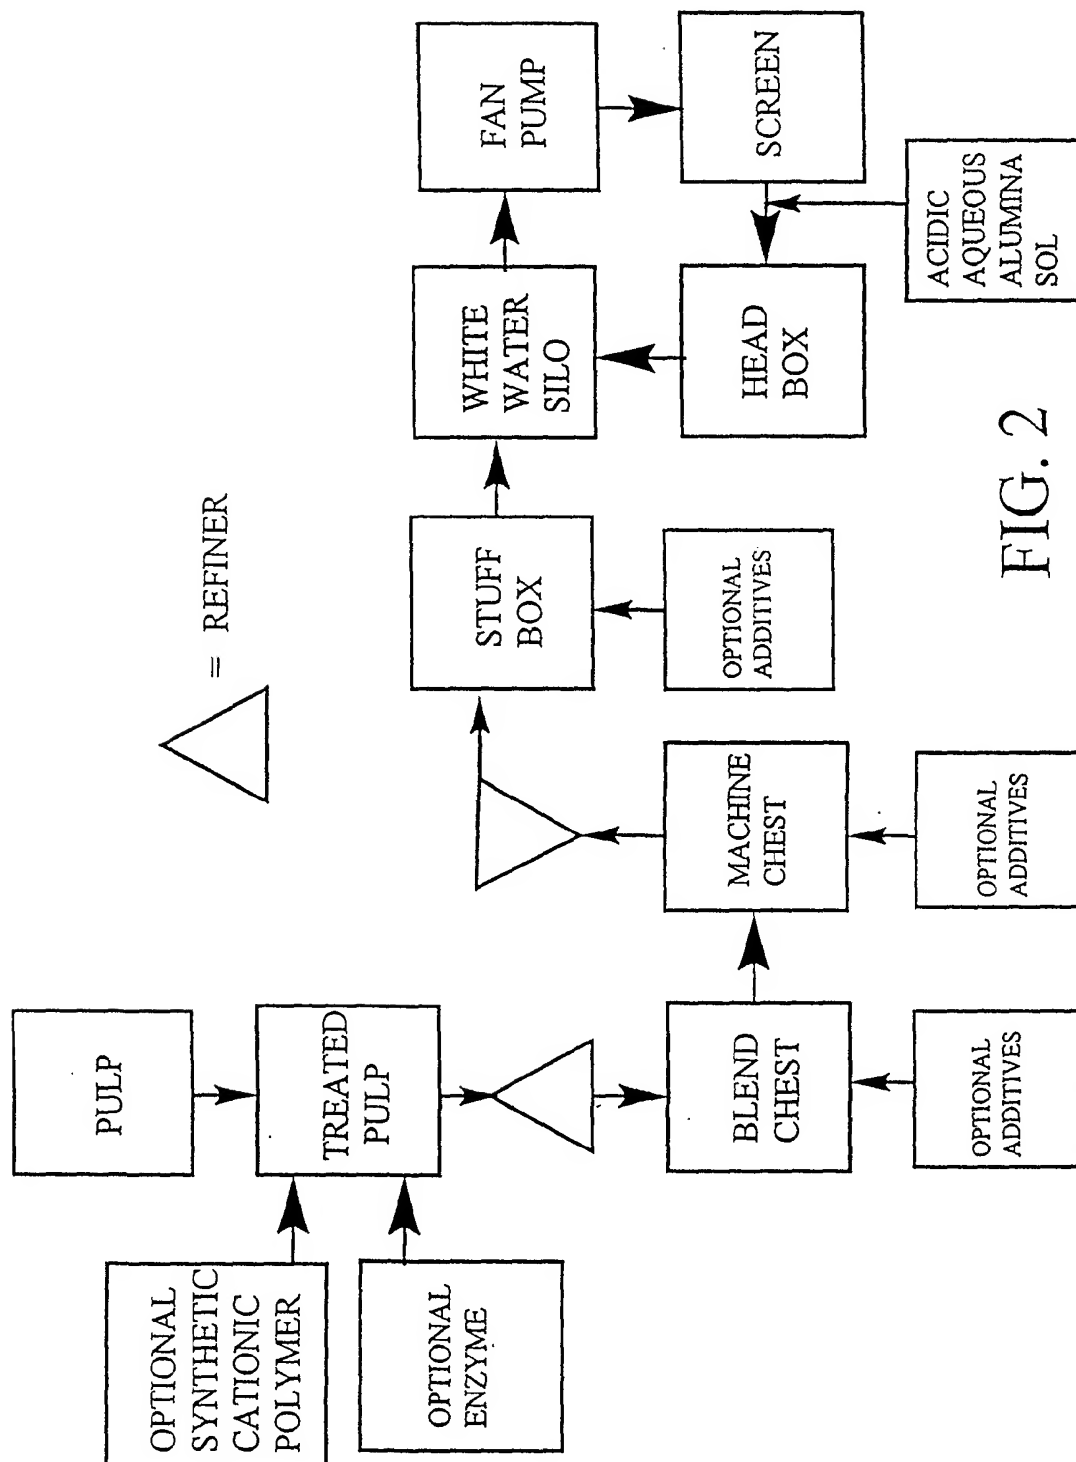 PULP
OPTIONAL
SYNTHETIC
CATIONIC
POLYMER
TREATED
PULP
OPTIONAL
ENZYME
= REFINER
BLEND
CHEST
OPTIONAL
ADDITIVES
MACHINE
CHEST
OPTIONAL
ADDITIVES
STUFF
BOX
OPTIONAL
ADDITIVES
WHITE
WATER
SILO
FAN
PUMP
SCREEN
HEAD
BOX
ACIDIC
AQUEOUS
ALUMINA
SOL
FIG. 2